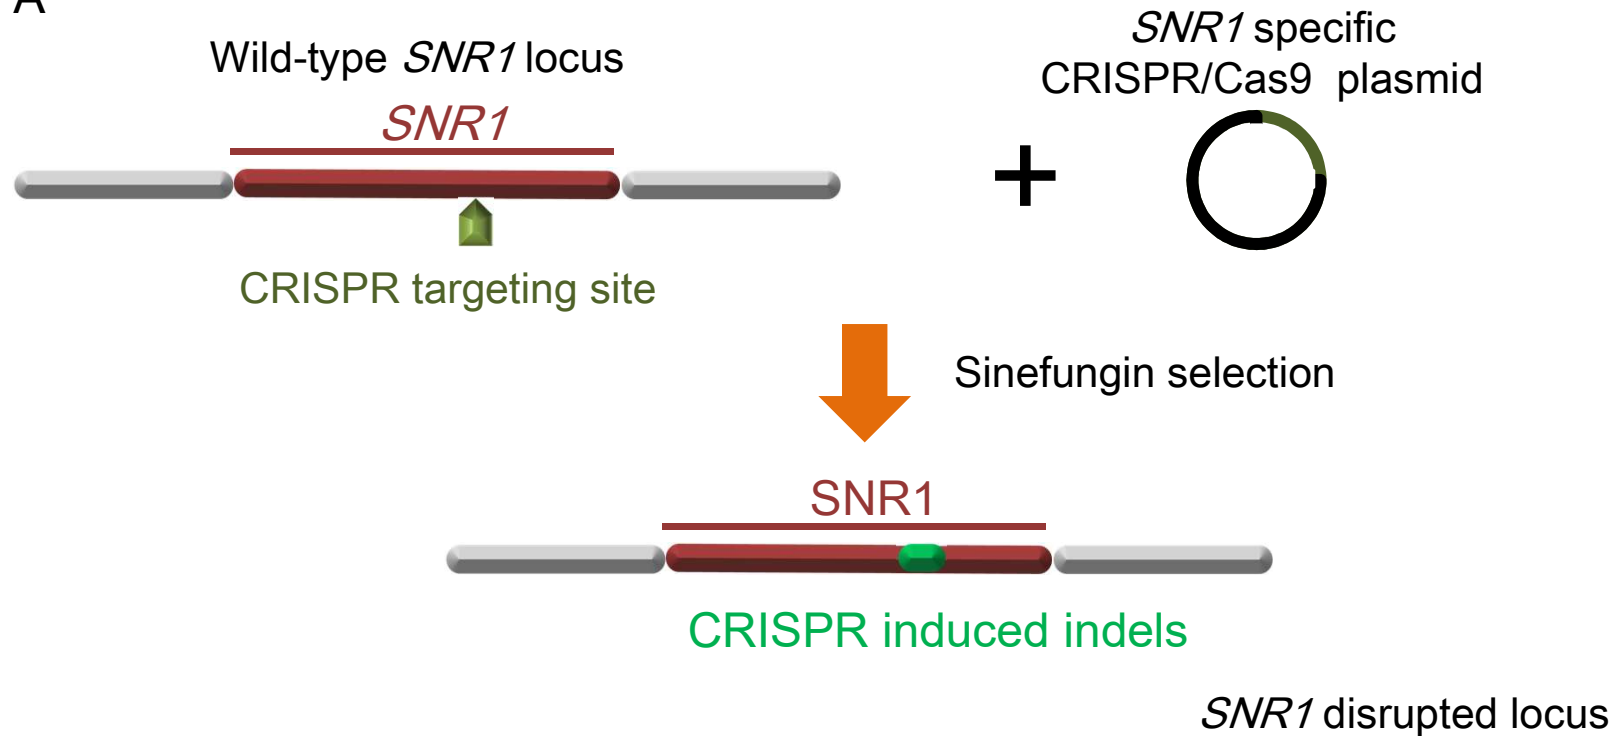 A
Wild-type SNR1 locus
SNR1 specific
CRISPR/Cas9 plasmid
SNR1
CRISPR targeting site
Sinefungin selection
SNR1
CRISPR induced indels
SNR1 disrupted locus